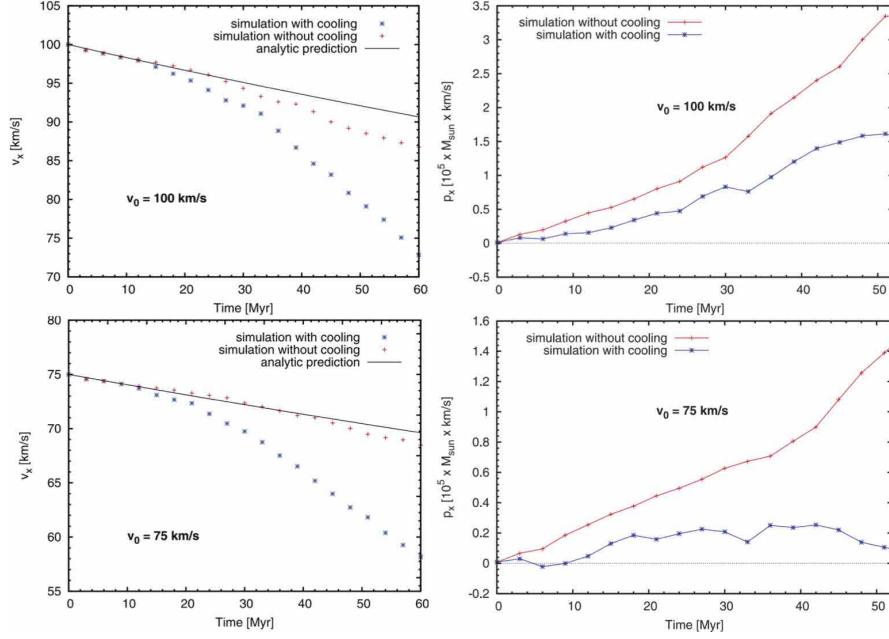 105
100
95
90
85
80
75
70
0 10 20 30 40 50 60
v_x [km/s]
Time [Myr]
simulation with cooling
simulation without cooling
analytic prediction
v_0 = 100 km/s
3.5
3
2.5
2
1.5
1
0.5
0
-0.5
0 10 20 30 40 50
p_x [10^5 x M_sun x km/s]
Time [Myr]
simulation without cooling
simulation with cooling
v_0 = 100 km/s
80
75
70
65
60
55
0 10 20 30 40 50 60
v_x [km/s]
Time [Myr]
simulation with cooling
simulation without cooling
analytic prediction
v_0 = 75 km/s
1.6
1.4
1.2
1
0.8
0.6
0.4
0.2
0
-0.2
0 10 20 30 40 50
p_x [10^5 x M_sun x km/s]
Time [Myr]
simulation without cooling
simulation with cooling
v_0 = 75 km/s